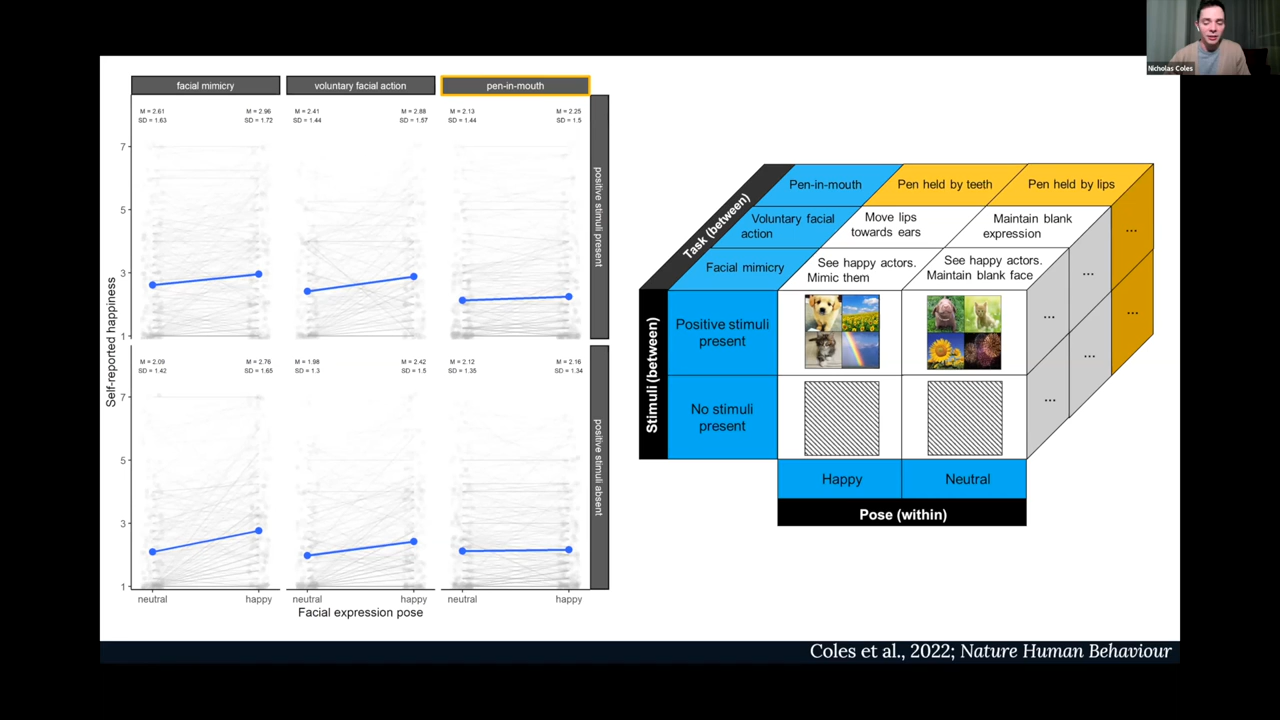 Nicholas Coles
facial mimicry
voluntary facial action
pen-in-mouth
M = 2.61
SD = 1.63
M = 2.96
SD = 1.72
M = 2.41
SD = 1.44
M = 2.88
SD = 1.57
M = 2.13
SD = 1.44
M = 2.25
SD = 1.5
7
5
3
1
positive stimuli present
M = 2.09
SD = 1.42
M = 2.76
SD = 1.65
M = 1.98
SD = 1.3
M = 2.42
SD = 1.5
M = 2.12
SD = 1.35
M = 2.16
SD = 1.34
7
5
3
1
positive stimuli absent
Self-reported happiness
neutral
happy
neutral
happy
neutral
happy
Facial expression pose
Task (between)
Pen-in-mouth
Pen held by teeth
Pen held by lips
Voluntary facial
action
Move lips
towards ears
Maintain blank
expression
...
Facial mimicry
See happy actors.
Mimic them
See happy actors.
Maintain blank face
...
Stimuli (between)
Positive stimuli
present
...
...
No stimuli
present
...
...
Happy
Neutral
Pose (within)
Coles et al., 2022; Nature Human Behaviour